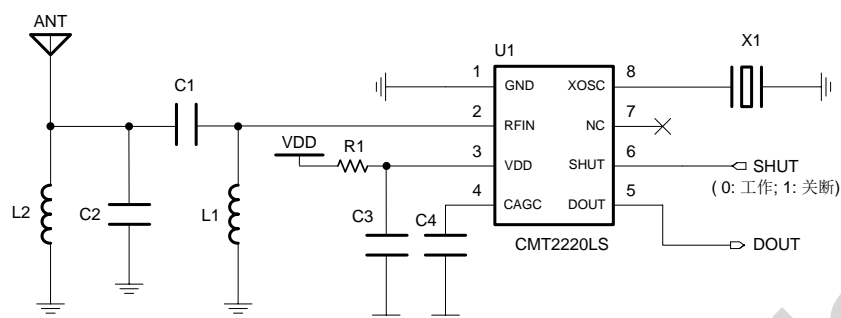 ANT
U1
X1
C1
1 GND XOSC 8
2 RFIN NC 7
VDD R1
3 VDD SHUT 6
SHUT
( 0: 工作; 1: 关断)
4 CAGC DOUT 5
L2
C2
L1
C3
C4
CMT2220LS
DOUT